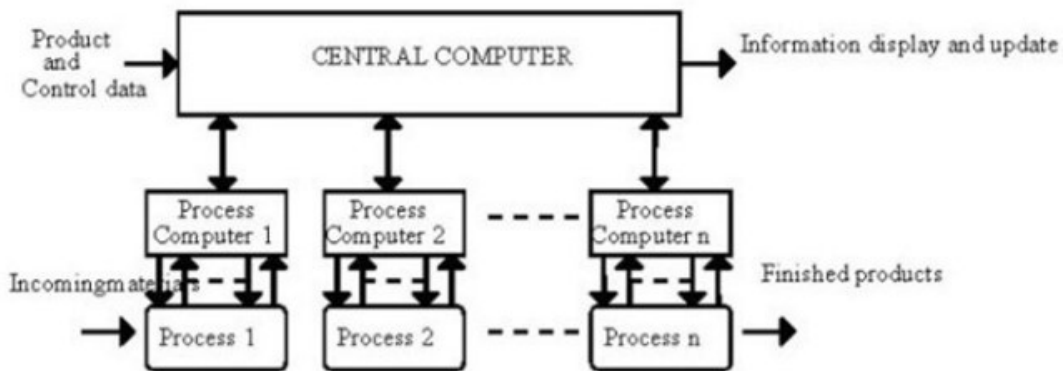 Product
and
Control data
CENTRAL COMPUTER
Information display and update
Process
Computer 1
Process
Computer 2
Process
Computer n
Incomingmaterials
Finished products
Process 1
Process 2
Process n